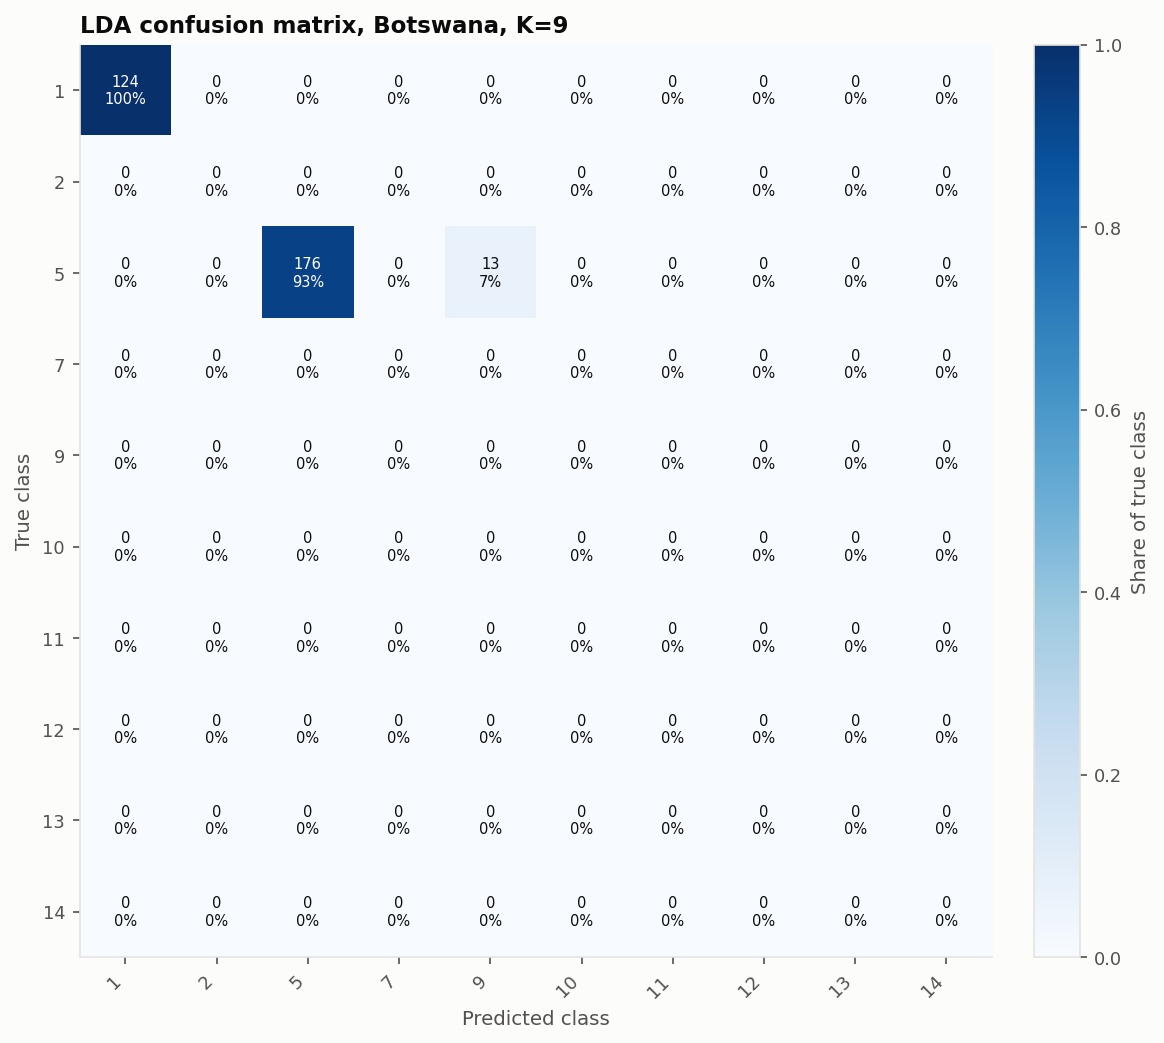 LDA confusion matrix, Botswana, K=9
1 124 0 0 0 0 0 0 0 0 0
100% 0% 0% 0% 0% 0% 0% 0% 0% 0%
2 0 0 0 0 0 0 0 0 0 0
0% 0% 0% 0% 0% 0% 0% 0% 0% 0%
5 0 0 176 0 13 0 0 0 0 0
0% 0% 93% 0% 7% 0% 0% 0% 0% 0%
7 0 0 0 0 0 0 0 0 0 0
0% 0% 0% 0% 0% 0% 0% 0% 0% 0%
9 0 0 0 0 0 0 0 0 0 0
0% 0% 0% 0% 0% 0% 0% 0% 0% 0%
10 0 0 0 0 0 0 0 0 0 0
0% 0% 0% 0% 0% 0% 0% 0% 0% 0%
11 0 0 0 0 0 0 0 0 0 0
0% 0% 0% 0% 0% 0% 0% 0% 0% 0%
12 0 0 0 0 0 0 0 0 0 0
0% 0% 0% 0% 0% 0% 0% 0% 0% 0%
13 0 0 0 0 0 0 0 0 0 0
0% 0% 0% 0% 0% 0% 0% 0% 0% 0%
14 0 0 0 0 0 0 0 0 0 0
0% 0% 0% 0% 0% 0% 0% 0% 0% 0%
1 2 5 7 9 10 11 12 13 14
Predicted class
True class
1.0
0.8
0.6
0.4
0.2
0.0
Share of true class